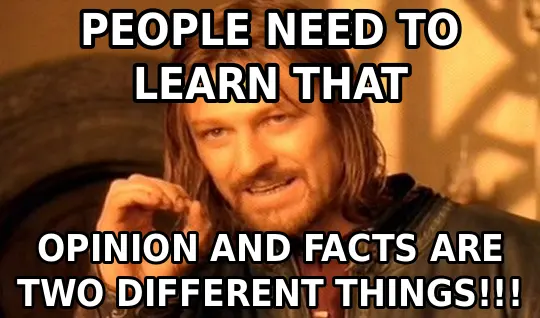 PEOPLE NEED TO
LEARN THAT
OPINION AND FACTS ARE
TWO DIFFERENT THINGS!!!